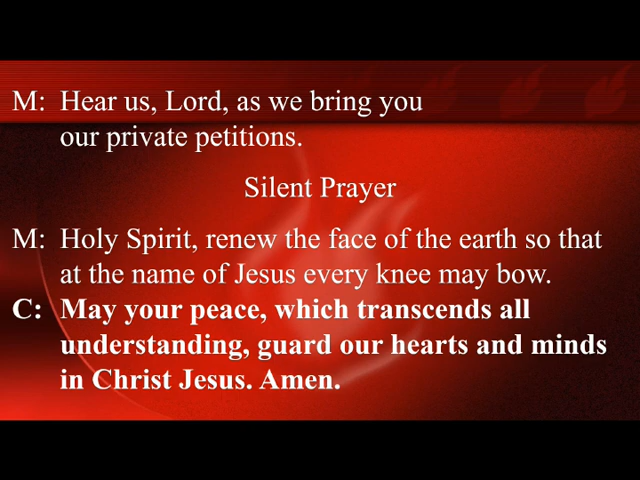 M: Hear us, Lord, as we bring you
our private petitions.
Silent Prayer
M: Holy Spirit, renew the face of the earth so that
at the name of Jesus every knee may bow.
C: May your peace, which transcends all
understanding, guard our hearts and minds
in Christ Jesus. Amen.